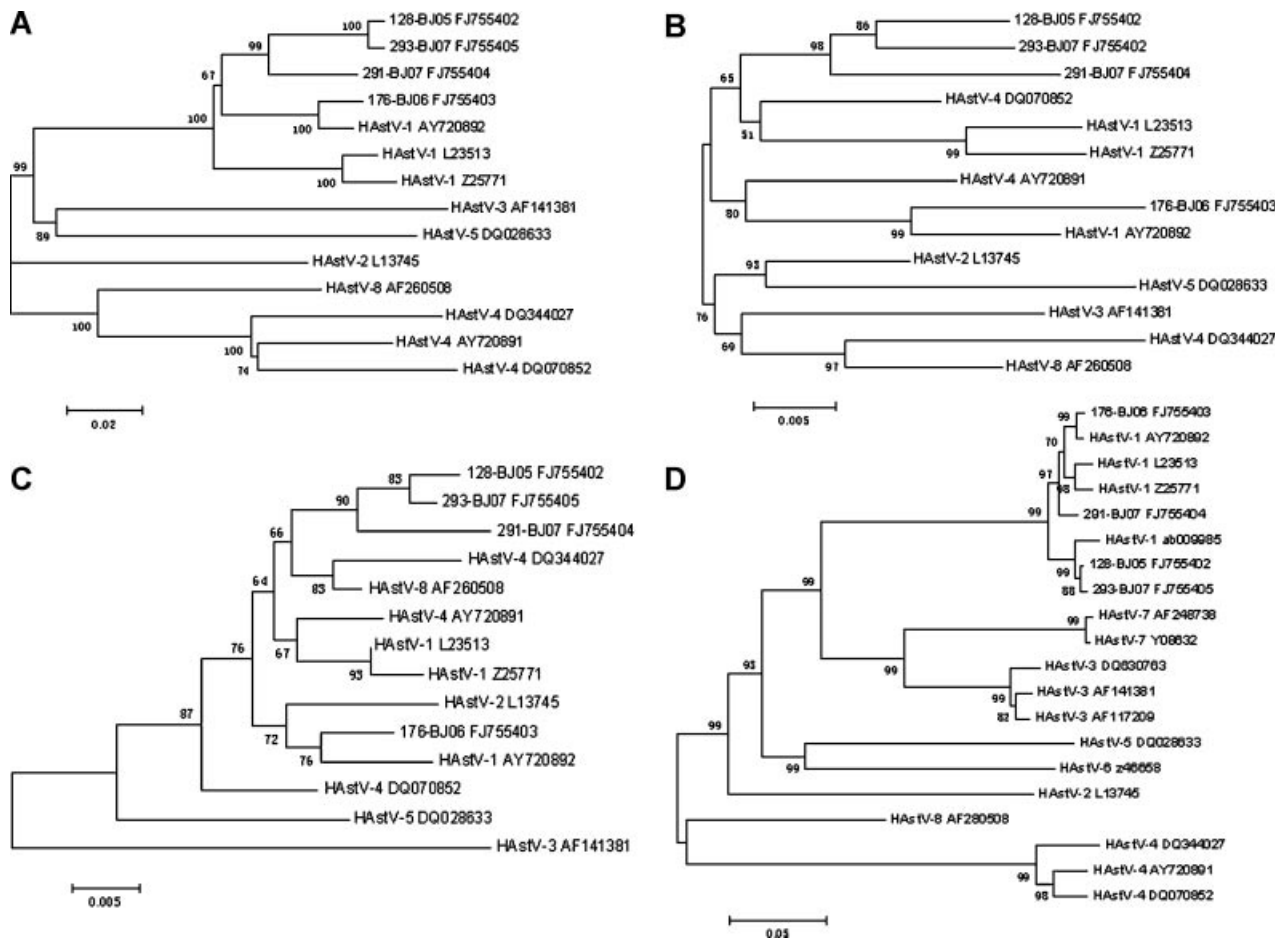 A
100
128-BJ05 FJ755402
293-BJ07 FJ755405
99
291-BJ07 FJ755404
67
176-BJ06 FJ755403
100
HAstV-1 AY720892
100
HAstV-1 L23513
100
HAstV-1 Z25771
99
HAstV-3 AF141381
89
HAstV-5 DQ028633
HAstV-2 L13745
HAstV-8 AF260508
100
HAstV-4 DQ344027
100
HAstV-4 AY720891
74
HAstV-4 DQ070852
0.02
B
86
128-BJ05 FJ755402
98
293-BJ07 FJ755402
291-BJ07 FJ755404
65
HAstV-4 DQ070852
51
HAstV-1 L23513
99
HAstV-1 Z25771
HAstV-4 AY720891
80
176-BJ06 FJ755403
99
HAstV-1 AY720892
93
HAstV-2 L13745
HAstV-5 DQ028633
76
HAstV-3 AF141381
69
HAstV-4 DQ344027
97
HAstV-8 AF260508
0.005
C
83
128-BJ05 FJ755402
90
293-BJ07 FJ755405
291-BJ07 FJ755404
66
HAstV-4 DQ344027
83
HAstV-8 AF260508
64
HAstV-4 AY720891
67
HAstV-1 L23513
93
HAstV-1 Z25771
76
HAstV-2 L13745
72
176-BJ06 FJ755403
76
HAstV-1 AY720892
87
HAstV-4 DQ070852
HAstV-5 DQ028633
HAstV-3 AF141381
0.005
D
99
176-BJ06 FJ755403
70
HAstV-1 AY720892
97
HAstV-1 L23513
98
HAstV-1 Z25771
99
291-BJ07 FJ755404
HAstV-1 ab009985
99
128-BJ05 FJ755402
88
293-BJ07 FJ755405
99
99
HAstV-7 AF248738
HAstV-7 Y08632
99
HAstV-3 DQ630763
99
HAstV-3 AF141381
82
HAstV-3 AF117209
93
HAstV-5 DQ028633
99
HAstV-6 z46658
99
HAstV-2 L13745
HAstV-8 AF280508
HAstV-4 DQ344027
99
HAstV-4 AY720891
98
HAstV-4 DQ070852
0.05